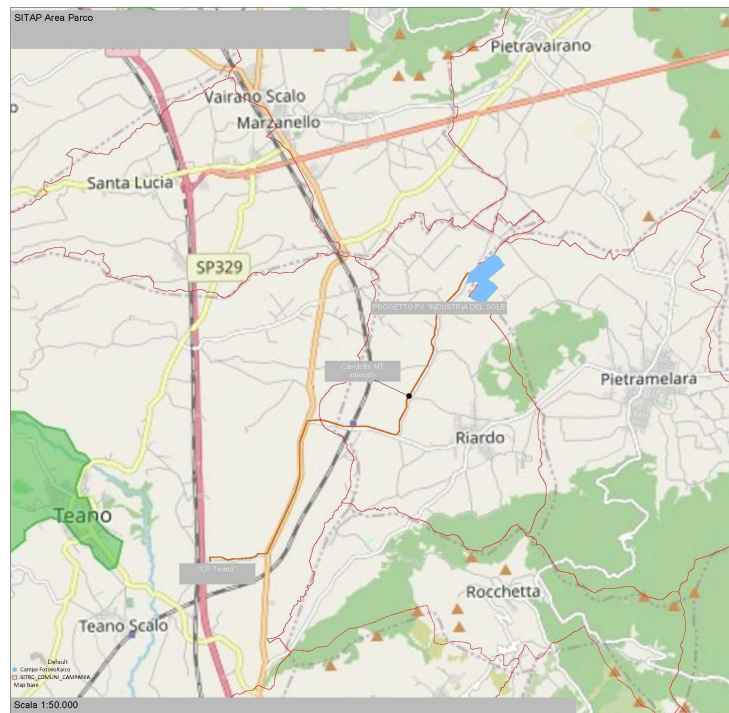 SITAP Area Parco
Pietravairano
Vairano Scalo
Marzanello
Santa Lucia
SP329
PROGETTO FV "INDUSTRIA DEL SOLE"
Cavidotto MT
interrato
Pietramelara
Riardo
Teano
"CP Teano"
Rocchetta
Teano Scalo
Default
Campo Fotovoltaico
SITRC_COMUNI_CAMPANIA
Map Base
Scala 1:50.000